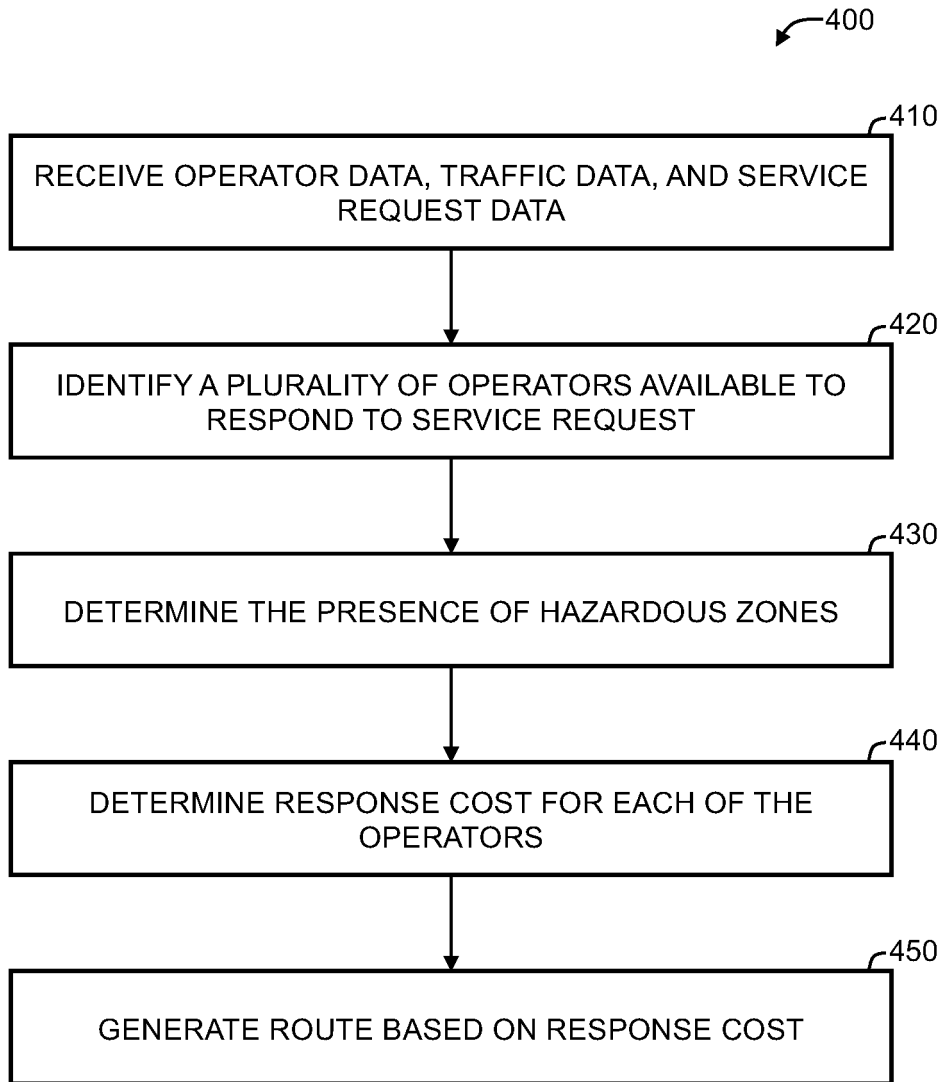 400
410
RECEIVE OPERATOR DATA, TRAFFIC DATA, AND SERVICE
REQUEST DATA
420
IDENTIFY A PLURALITY OF OPERATORS AVAILABLE TO
RESPOND TO SERVICE REQUEST
430
DETERMINE THE PRESENCE OF HAZARDOUS ZONES
440
DETERMINE RESPONSE COST FOR EACH OF THE
OPERATORS
450
GENERATE ROUTE BASED ON RESPONSE COST